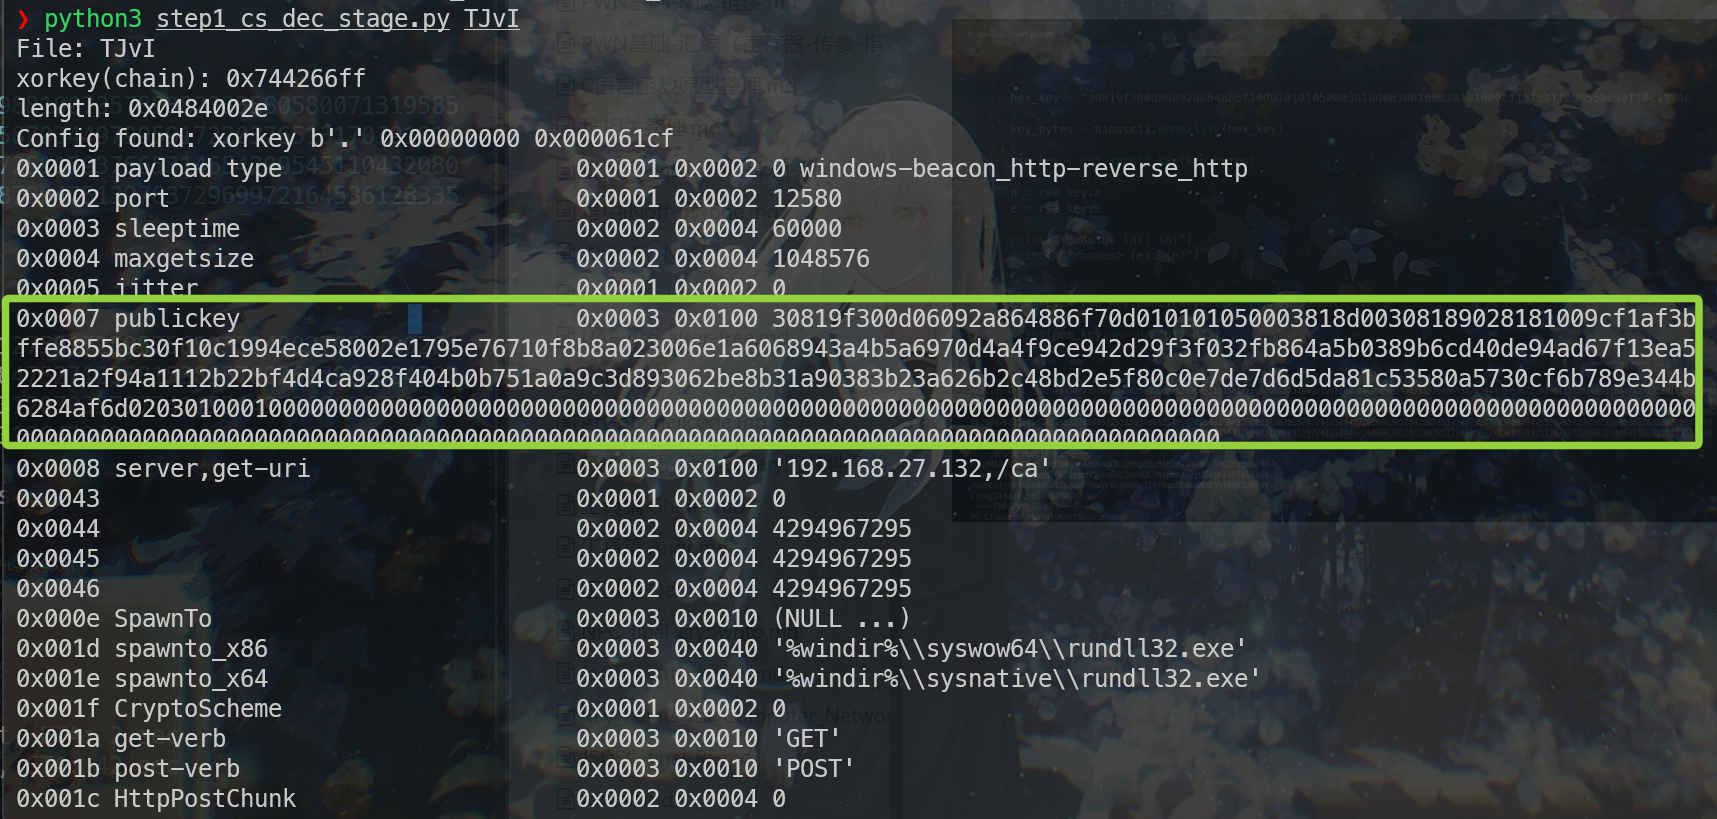 ❯ python3 step1_cs_dec_stage.py TJvI
File: TJvI
xorkey(chain): 0x744266ff
length: 0x0484002e
Config found: xorkey b'.' 0x00000000 0x000061cf
0x0001 payload type 0x0001 0x0002 0 windows-beacon_http-reverse_http
0x0002 port 0x0001 0x0002 12580
0x0003 sleeptime 0x0002 0x0004 60000
0x0004 maxgetsize 0x0002 0x0004 1048576
0x0005 jitter 0x0001 0x0002 0
0x0007 publickey 0x0003 0x0100 30819f300d06092a864886f70d010101050003818d00308189028181009cf1af3b
ffe8855bc30f10c1994ece58002e1795e76710f8b8a023006e1a6068943a4b5a6970d4a4f9ce942d29f3f032fb864a5b0389b6cd40de94ad67f13ea5
2221a2f94a1112b22bf4d4ca928f404b0b751a0a9c3d893062be8b31a90383b23a626b2c48bd2e5f80c0e7de7d6d5da81c53580a5730cf6b789e344b
6284af6d02030100010000000000000000000000000000000000000000000000000000000000000000000000000000000000000000000000000000
00000000000000000000000000000000000000000000000000000000000000000000000000000000000000
0x0008 server,get-uri 0x0003 0x0100 '192.168.27.132,/ca'
0x0043 0x0001 0x0002 0
0x0044 0x0002 0x0004 4294967295
0x0045 0x0002 0x0004 4294967295
0x0046 0x0002 0x0004 4294967295
0x000e SpawnTo 0x0003 0x0010 (NULL ...)
0x001d spawnto_x86 0x0003 0x0040 '%windir%\\syswow64\\rundll32.exe'
0x001e spawnto_x64 0x0003 0x0040 '%windir%\\sysnative\\rundll32.exe'
0x001f CryptoScheme 0x0001 0x0002 0
0x001a get-verb 0x0003 0x0010 'GET'
0x001b post-verb 0x0003 0x0010 'POST'
0x001c HttpPostChunk 0x0002 0x0004 0